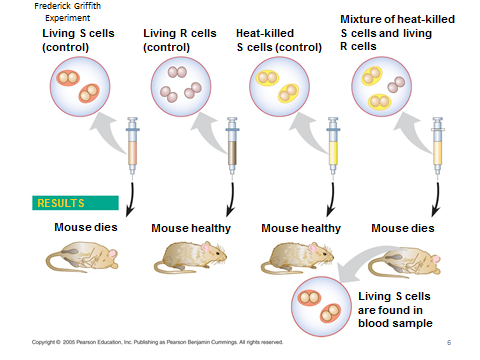 Frederick Griffith
Experiment
Living S cells
(control)
Living R cells
(control)
Heat-killed
S cells (control)
Mixture of heat-killed
S cells and living
R cells
RESULTS
Mouse dies
Mouse healthy
Mouse healthy
Mouse dies
Living S cells
are found in
blood sample
Copyright © 2005 Pearson Education, Inc. Publishing as Pearson Benjamin Cummings. All rights reserved.
6